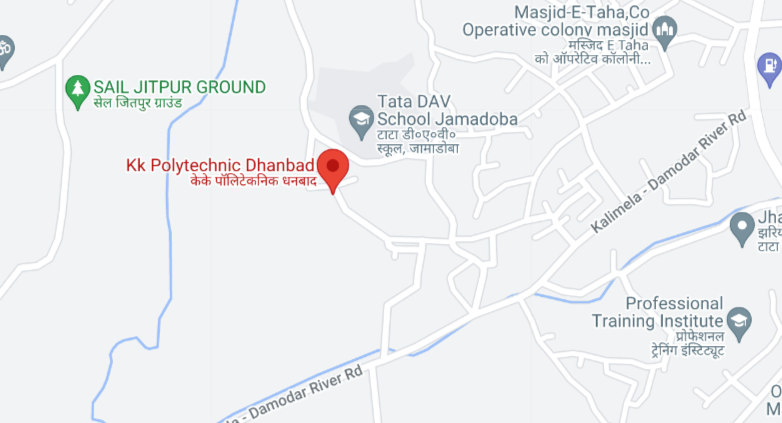 Masjid-E-Taha,Co
Operative colony masjid
मस्जिद E Taha
को ऑपरेटिव कॉलोनी...
SAIL JITPUR GROUND
सेल जितपुर ग्राउंड
Tata DAV
School Jamadoba
टाटा डी०ए०वी०
स्कूल, जामाडोबा
Kk Polytechnic Dhanbad
केके पॉलिटेकनिक धनबाद
Kalimela - Damodar River Rd
Jha
झरि
टाटा
Professional
Training Institute
प्रोफेशनल
ट्रेनिंग इंस्टिट्यूट
la - Damodar River Rd
O
M